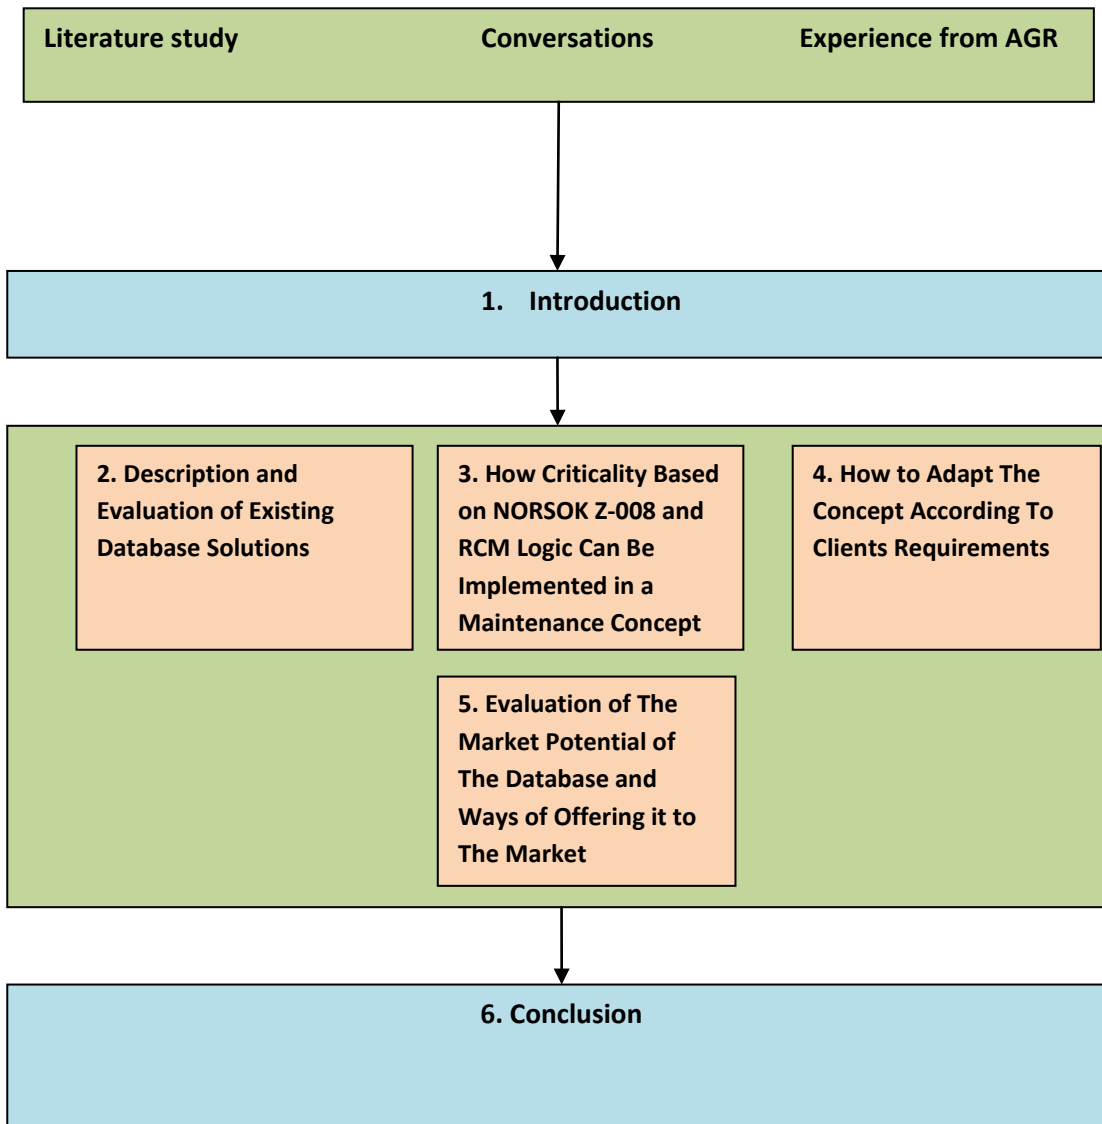 Literature study Conversations Experience from AGR
1. Introduction
2. Description and
Evaluation of Existing
Database Solutions
3. How Criticality Based
on NORSOK Z-008 and
RCM Logic Can Be
Implemented in a
Maintenance Concept
4. How to Adapt The
Concept According To
Clients Requirements
5. Evaluation of The
Market Potential of
The Database and
Ways of Offering it to
The Market
6. Conclusion